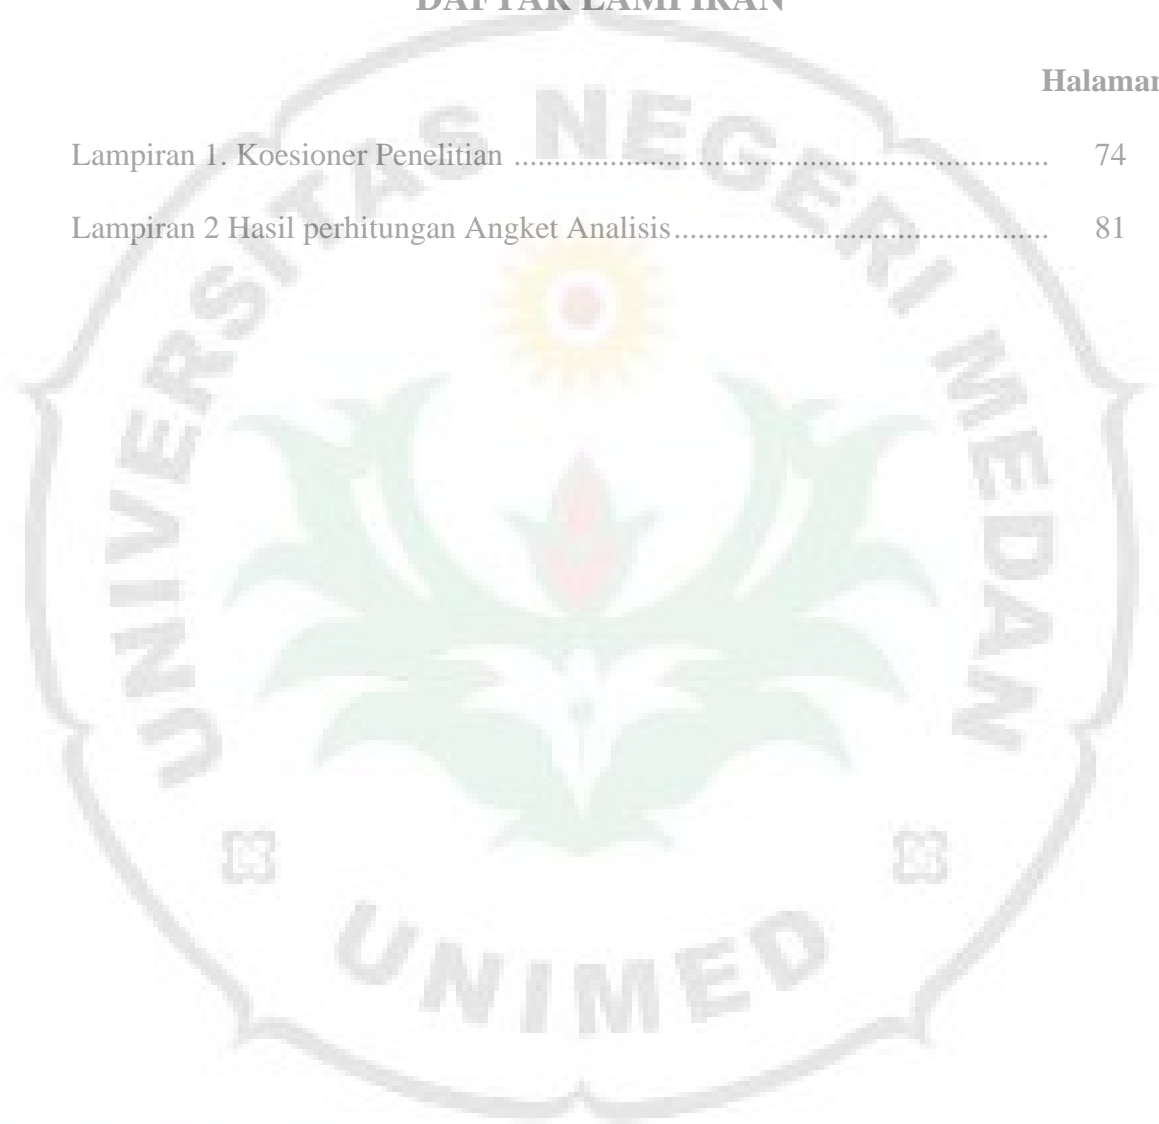 DAFTAR LAMPIRAN
Halaman
Lampiran 1. Koesioner Penelitian ................................................................... 74
Lampiran 2 Hasil perhitungan Angket Analisis............................................... 81
UNIVERSITAS NEGERI MEDAN
UNIMED